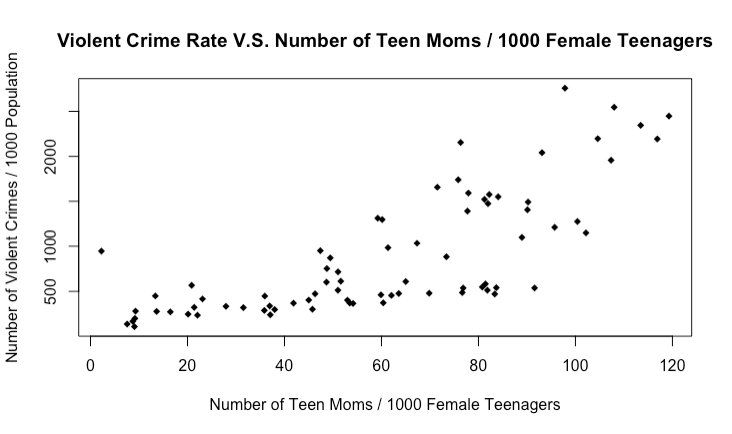 Violent Crime Rate V.S. Number of Teen Moms / 1000 Female Teenagers
Number of Violent Crimes / 1000 Population
2000
1000
500
0 20 40 60 80 100 120
Number of Teen Moms / 1000 Female Teenagers